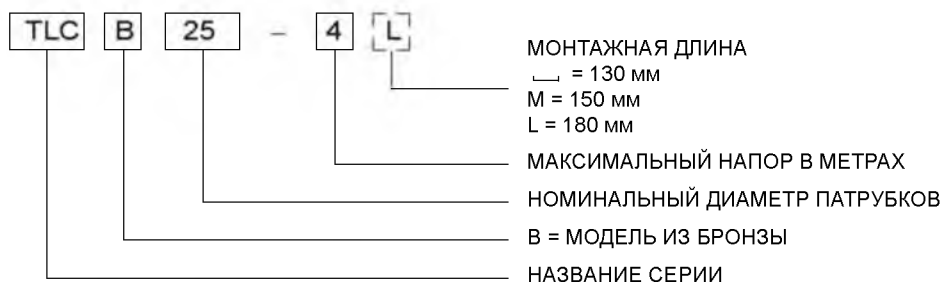 TLC B 25 - 4 L
МОНТАЖНАЯ ДЛИНА
⎵ = 130 мм
M = 150 мм
L = 180 мм
МАКСИМАЛЬНЫЙ НАПОР В МЕТРАХ
НОМИНАЛЬНЫЙ ДИАМЕТР ПАТРУБКОВ
B = МОДЕЛЬ ИЗ БРОНЗЫ
НАЗВАНИЕ СЕРИИ